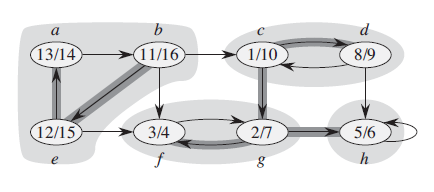 a b c d
13/14 11/16 1/10 8/9
12/15 3/4 2/7 5/6
e f g h